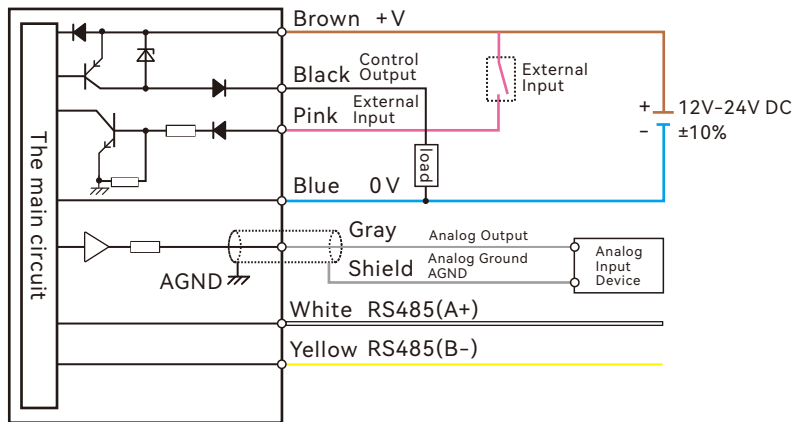 Brown +V
Black Control Output
Pink External Input
External Input
+ 12V-24V DC
- ±10%
load
Blue 0V
The main circuit
Gray Analog Output
Shield Analog Ground AGND
AGND
Analog Input Device
White RS485(A+)
Yellow RS485(B-)